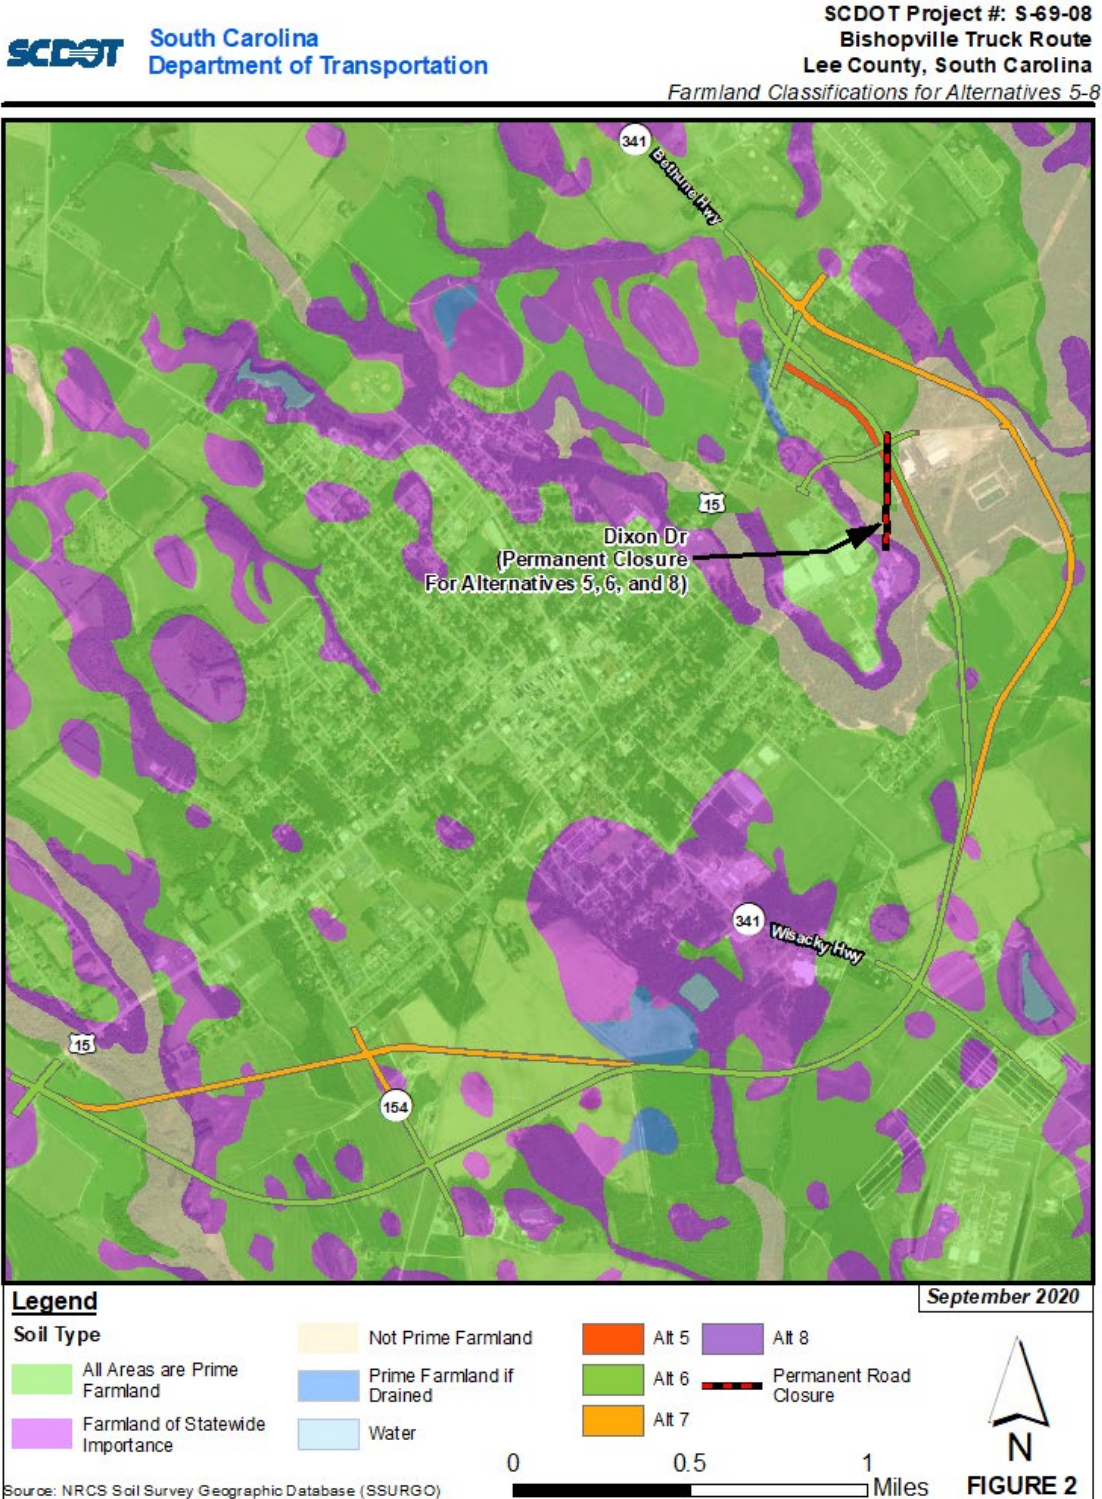 SCDOT
South Carolina
Department of Transportation
SCDOT Project #: S-69-08
Bishopville Truck Route
Lee County, South Carolina
Farmland Classifications for Alternatives 5-8
341
Bethune Hwy
15
Dixon Dr
(Permanent Closure
For Alternatives 5, 6, and 8)
341
Wisacky Hwy
15
154
Legend
September 2020
Soil Type
All Areas are Prime
Farmland
Farmland of Statewide
Importance
Not Prime Farmland
Prime Farmland if
Drained
Water
Alt 5
Alt 6
Alt 7
Alt 8
Permanent Road
Closure
N
0 0.5 1
Miles
FIGURE 2
Source: NRCS Soil Survey Geographic Database (SSURGO)